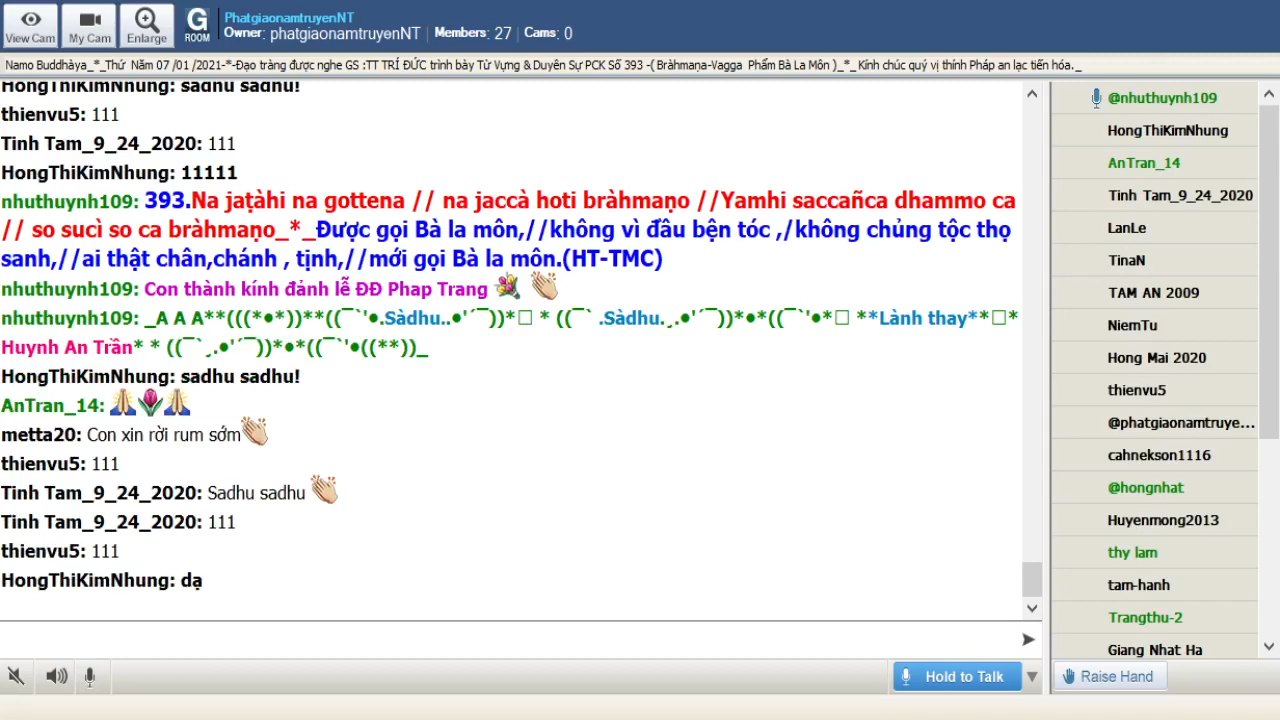 View Cam
My Cam
Enlarge
G
ROOM
PhatgiaonamtruyenNT
Owner: phatgiaonamtruyenNT | Members: 27 | Cams: 0
Namo Buddhàya_*_Thứ Năm 07 /01 /2021-*-Đạo tràng được nghe GS :TT TRÍ ĐỨC trình bày Từ Vựng & Duyên Sự PCK Số 393 -( Bràhmaṇa-Vagga Phẩm Bà La Môn )_*_Kính chúc quý vị thính Pháp an lạc tiến hóa._
HongThiKimNhung: sadhu sadhu!
thienvu5: 111
Tinh Tam_9_24_2020: 111
HongThiKimNhung: 11111
nhuthuynh109: 393.Na jaṭàhi na gottena // na jaccà hoti bràhmaṇo //Yamhi saccañca dhammo ca
// so sucì so ca bràhmaṇo_*_Được gọi Bà la môn,//không vì đầu bện tóc ,/không chủng tộc thọ
sanh,//ai thật chân,chánh , tịnh,//mới gọi Bà la môn.(HT-TMC)
nhuthuynh109: Con thành kính đảnh lễ ĐĐ Phap Trang
nhuthuynh109: _A A A**(((*•*))**((¯`'•.Sàdhu..•'´¯))*□ * ((¯` .Sàdhu.¸.•'´¯))*•*((¯`'•*□ **Lành thay**□*
Huynh An Trần* * ((¯`¸.•'´¯))*•*((¯`'•((**))_
HongThiKimNhung: sadhu sadhu!
AnTran_14:
metta20: Con xin rời rum sớm
thienvu5: 111
Tinh Tam_9_24_2020: Sadhu sadhu
Tinh Tam_9_24_2020: 111
thienvu5: 111
HongThiKimNhung: dạ
@nhuthuynh109
HongThiKimNhung
AnTran_14
Tinh Tam_9_24_2020
LanLe
TinaN
TAM AN 2009
NiemTu
Hong Mai 2020
thienvu5
@phatgiaonamtruye...
cahnekson1116
@hongnhat
Huyenmong2013
thy lam
tam-hanh
Trangthu-2
Giang Nhat Ha
Hold to Talk
Raise Hand